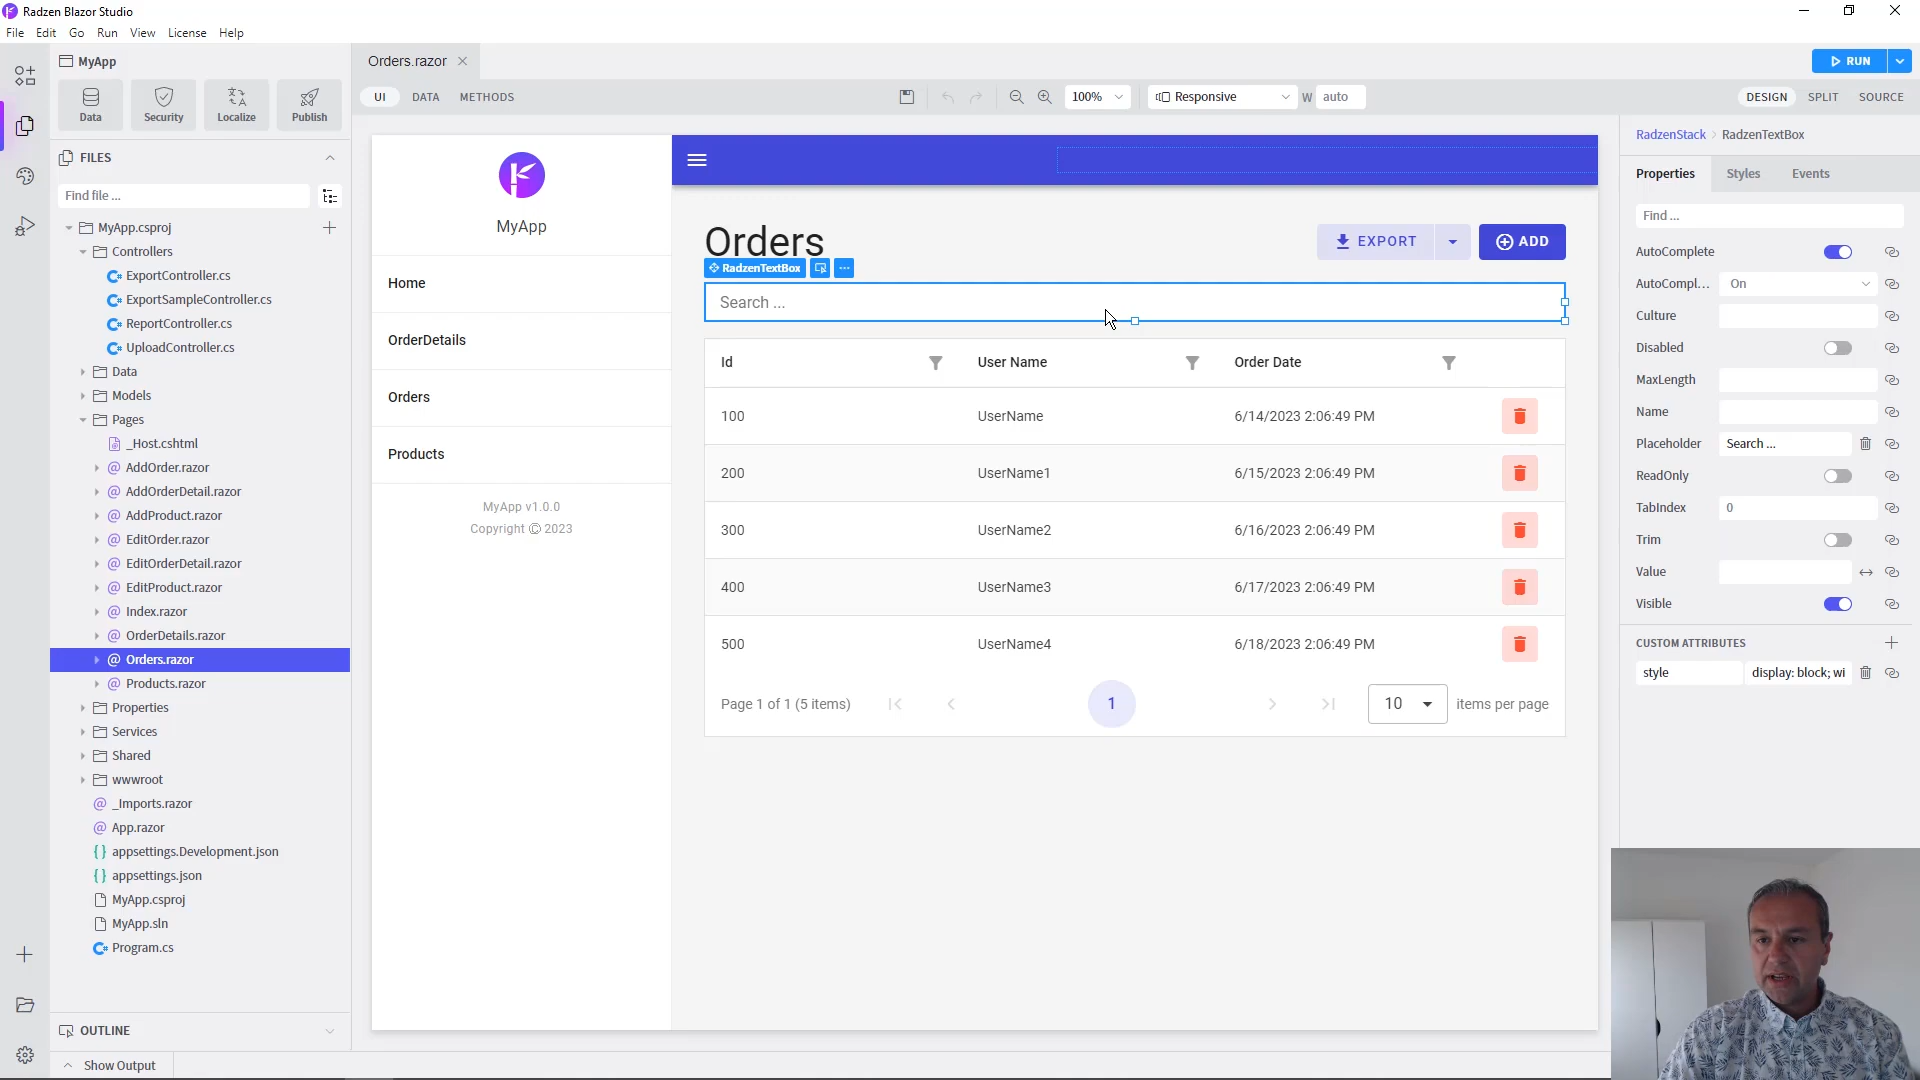 Radzen Blazor Studio
File Edit Go Run View License Help
MyApp
Data Security Localize Publish
FILES
Find file ...
MyApp.csproj
Controllers
ExportController.cs
ExportSampleController.cs
ReportController.cs
UploadController.cs
Data
Models
Pages
_Host.cshtml
AddOrder.razor
AddOrderDetail.razor
AddProduct.razor
EditOrder.razor
EditOrderDetail.razor
EditProduct.razor
Index.razor
OrderDetails.razor
Orders.razor
Products.razor
Properties
Services
Shared
wwwroot
_Imports.razor
App.razor
appsettings.Development.json
appsettings.json
MyApp.csproj
MyApp.sln
Program.cs
OUTLINE
Show Output
Orders.razor
RUN
UI DATA METHODS
100% Responsive W auto
DESIGN SPLIT SOURCE
MyApp
Home
OrderDetails
Orders
Products
MyApp v1.0.0
Copyright © 2023
Orders
EXPORT ADD
RadzenTextBox
Search ...
Id User Name Order Date
100 UserName 6/14/2023 2:06:49 PM
200 UserName1 6/15/2023 2:06:49 PM
300 UserName2 6/16/2023 2:06:49 PM
400 UserName3 6/17/2023 2:06:49 PM
500 UserName4 6/18/2023 2:06:49 PM
Page 1 of 1 (5 items) 1 10 items per page
RadzenStack > RadzenTextBox
Properties Styles Events
Find ...
AutoComplete
AutoCompl... On
Culture
Disabled
MaxLength
Name
Placeholder Search ...
ReadOnly
TabIndex 0
Trim
Value
Visible
CUSTOM ATTRIBUTES
style display: block; wi